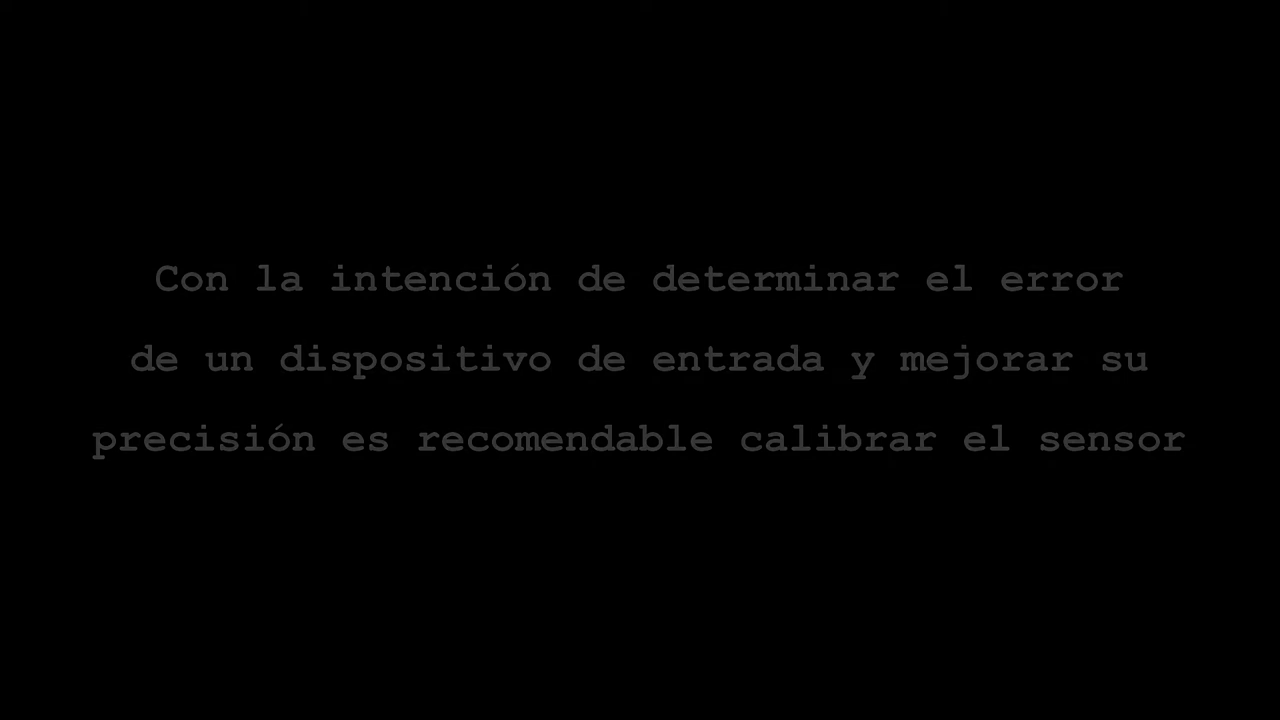 Con la intención de determinar el error
de un dispositivo de entrada y mejorar su
precisión es recomendable calibrar el sensor